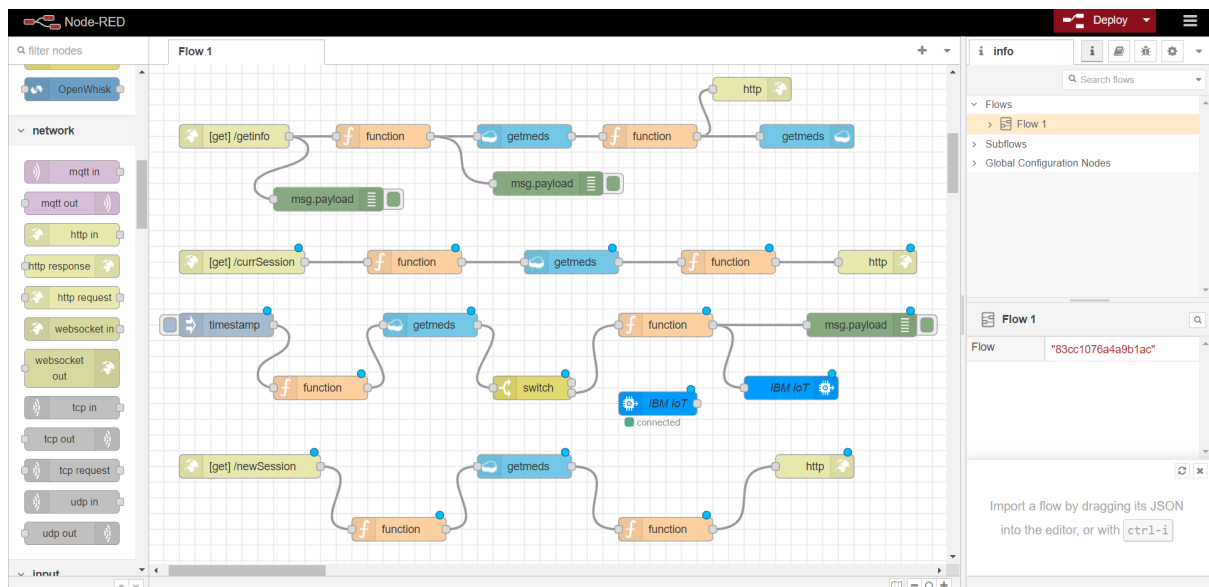 Node-RED
Deploy
filter nodes
OpenWhisk
network
mqtt in
mqtt out
http in
http response
http request
websocket in
websocket
out
tcp in
tcp out
tcp request
udp in
udp out
input
Flow 1
http
[get] /getinfo
function
getmeds
function
getmeds
msg.payload
msg.payload
[get] /currSession
function
getmeds
function
http
timestamp
getmeds
function
msg.payload
function
switch
IBM IoT
IBM IoT
connected
[get] /newSession
getmeds
http
function
function
i info
i
Search flows
Flows
Flow 1
Subflows
Global Configuration Nodes
Flow 1
Flow "83cc1076a4a9b1ac"
Import a flow by dragging its JSON
into the editor, or with ctrl-i